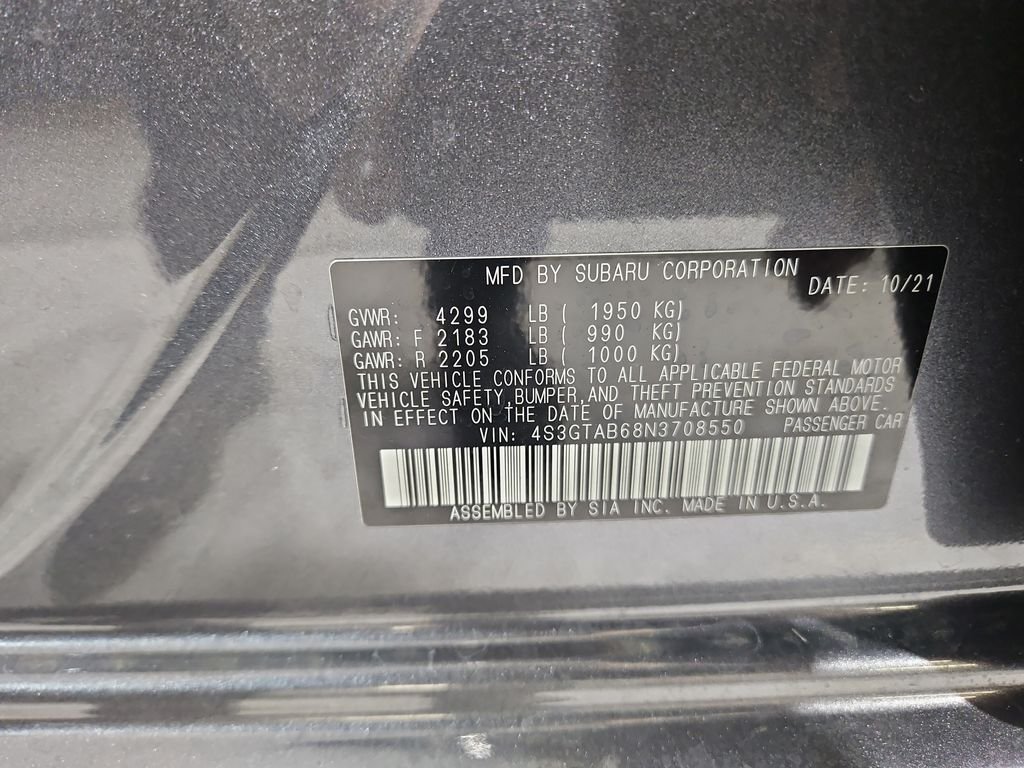 MFD BY SUBARU CORPORATION
DATE: 10/21
GVWR: 4299 LB ( 1950 KG)
GAWR: F 2183 LB ( 990 KG)
GAWR: R 2205 LB ( 1000 KG)
THIS VEHICLE CONFORMS TO ALL APPLICABLE FEDERAL MOTOR
VEHICLE SAFETY,BUMPER,AND THEFT PREVENTION STANDARDS
IN EFFECT ON THE DATE OF MANUFACTURE SHOWN ABOVE.
VIN: 4S3GTAB68N3708550 PASSENGER CAR
ASSEMBLED BY SIA INC. MADE IN U.S.A.